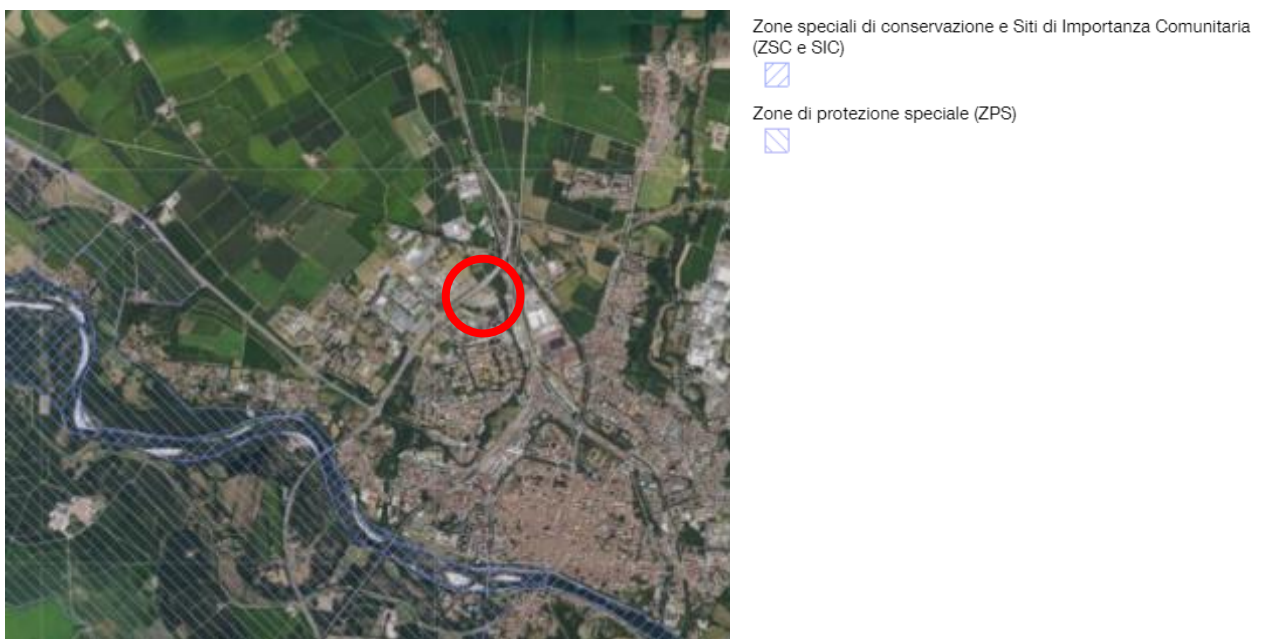 Zone speciali di conservazione e Siti di Importanza Comunitaria
(ZSC e SIC)
Zone di protezione speciale (ZPS)